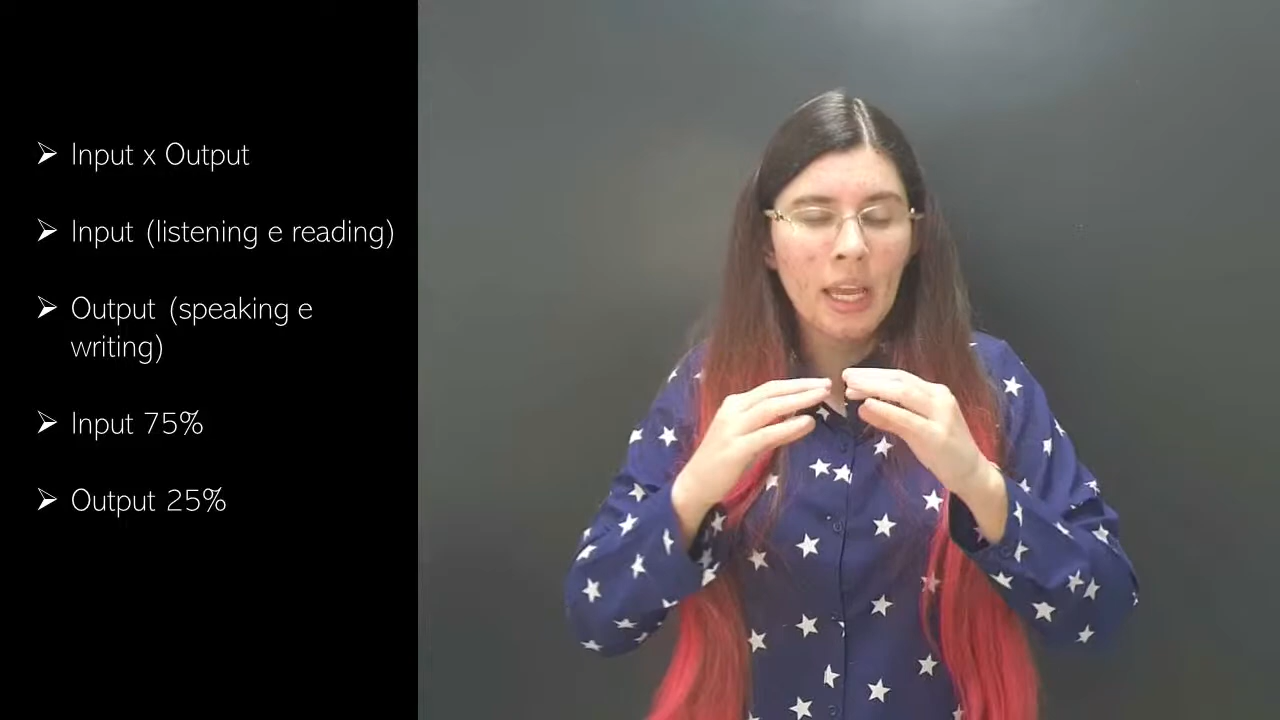 Input x Output
Input (listening e reading)
Output (speaking e
writing)
Input 75%
Output 25%